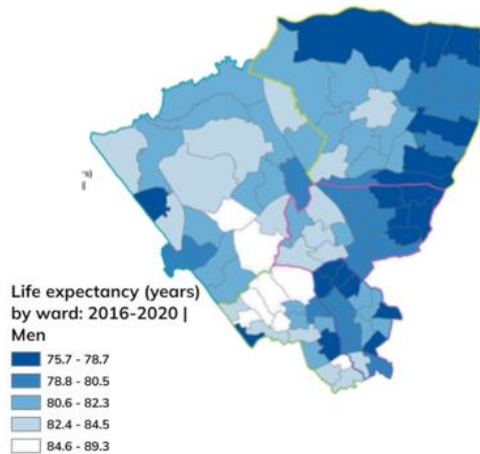 s)
||
Life expectancy (years)
by ward: 2016-2020 |
Men
75.7 - 78.7
78.8 - 80.5
80.6 - 82.3
82.4 - 84.5
84.6 - 89.3